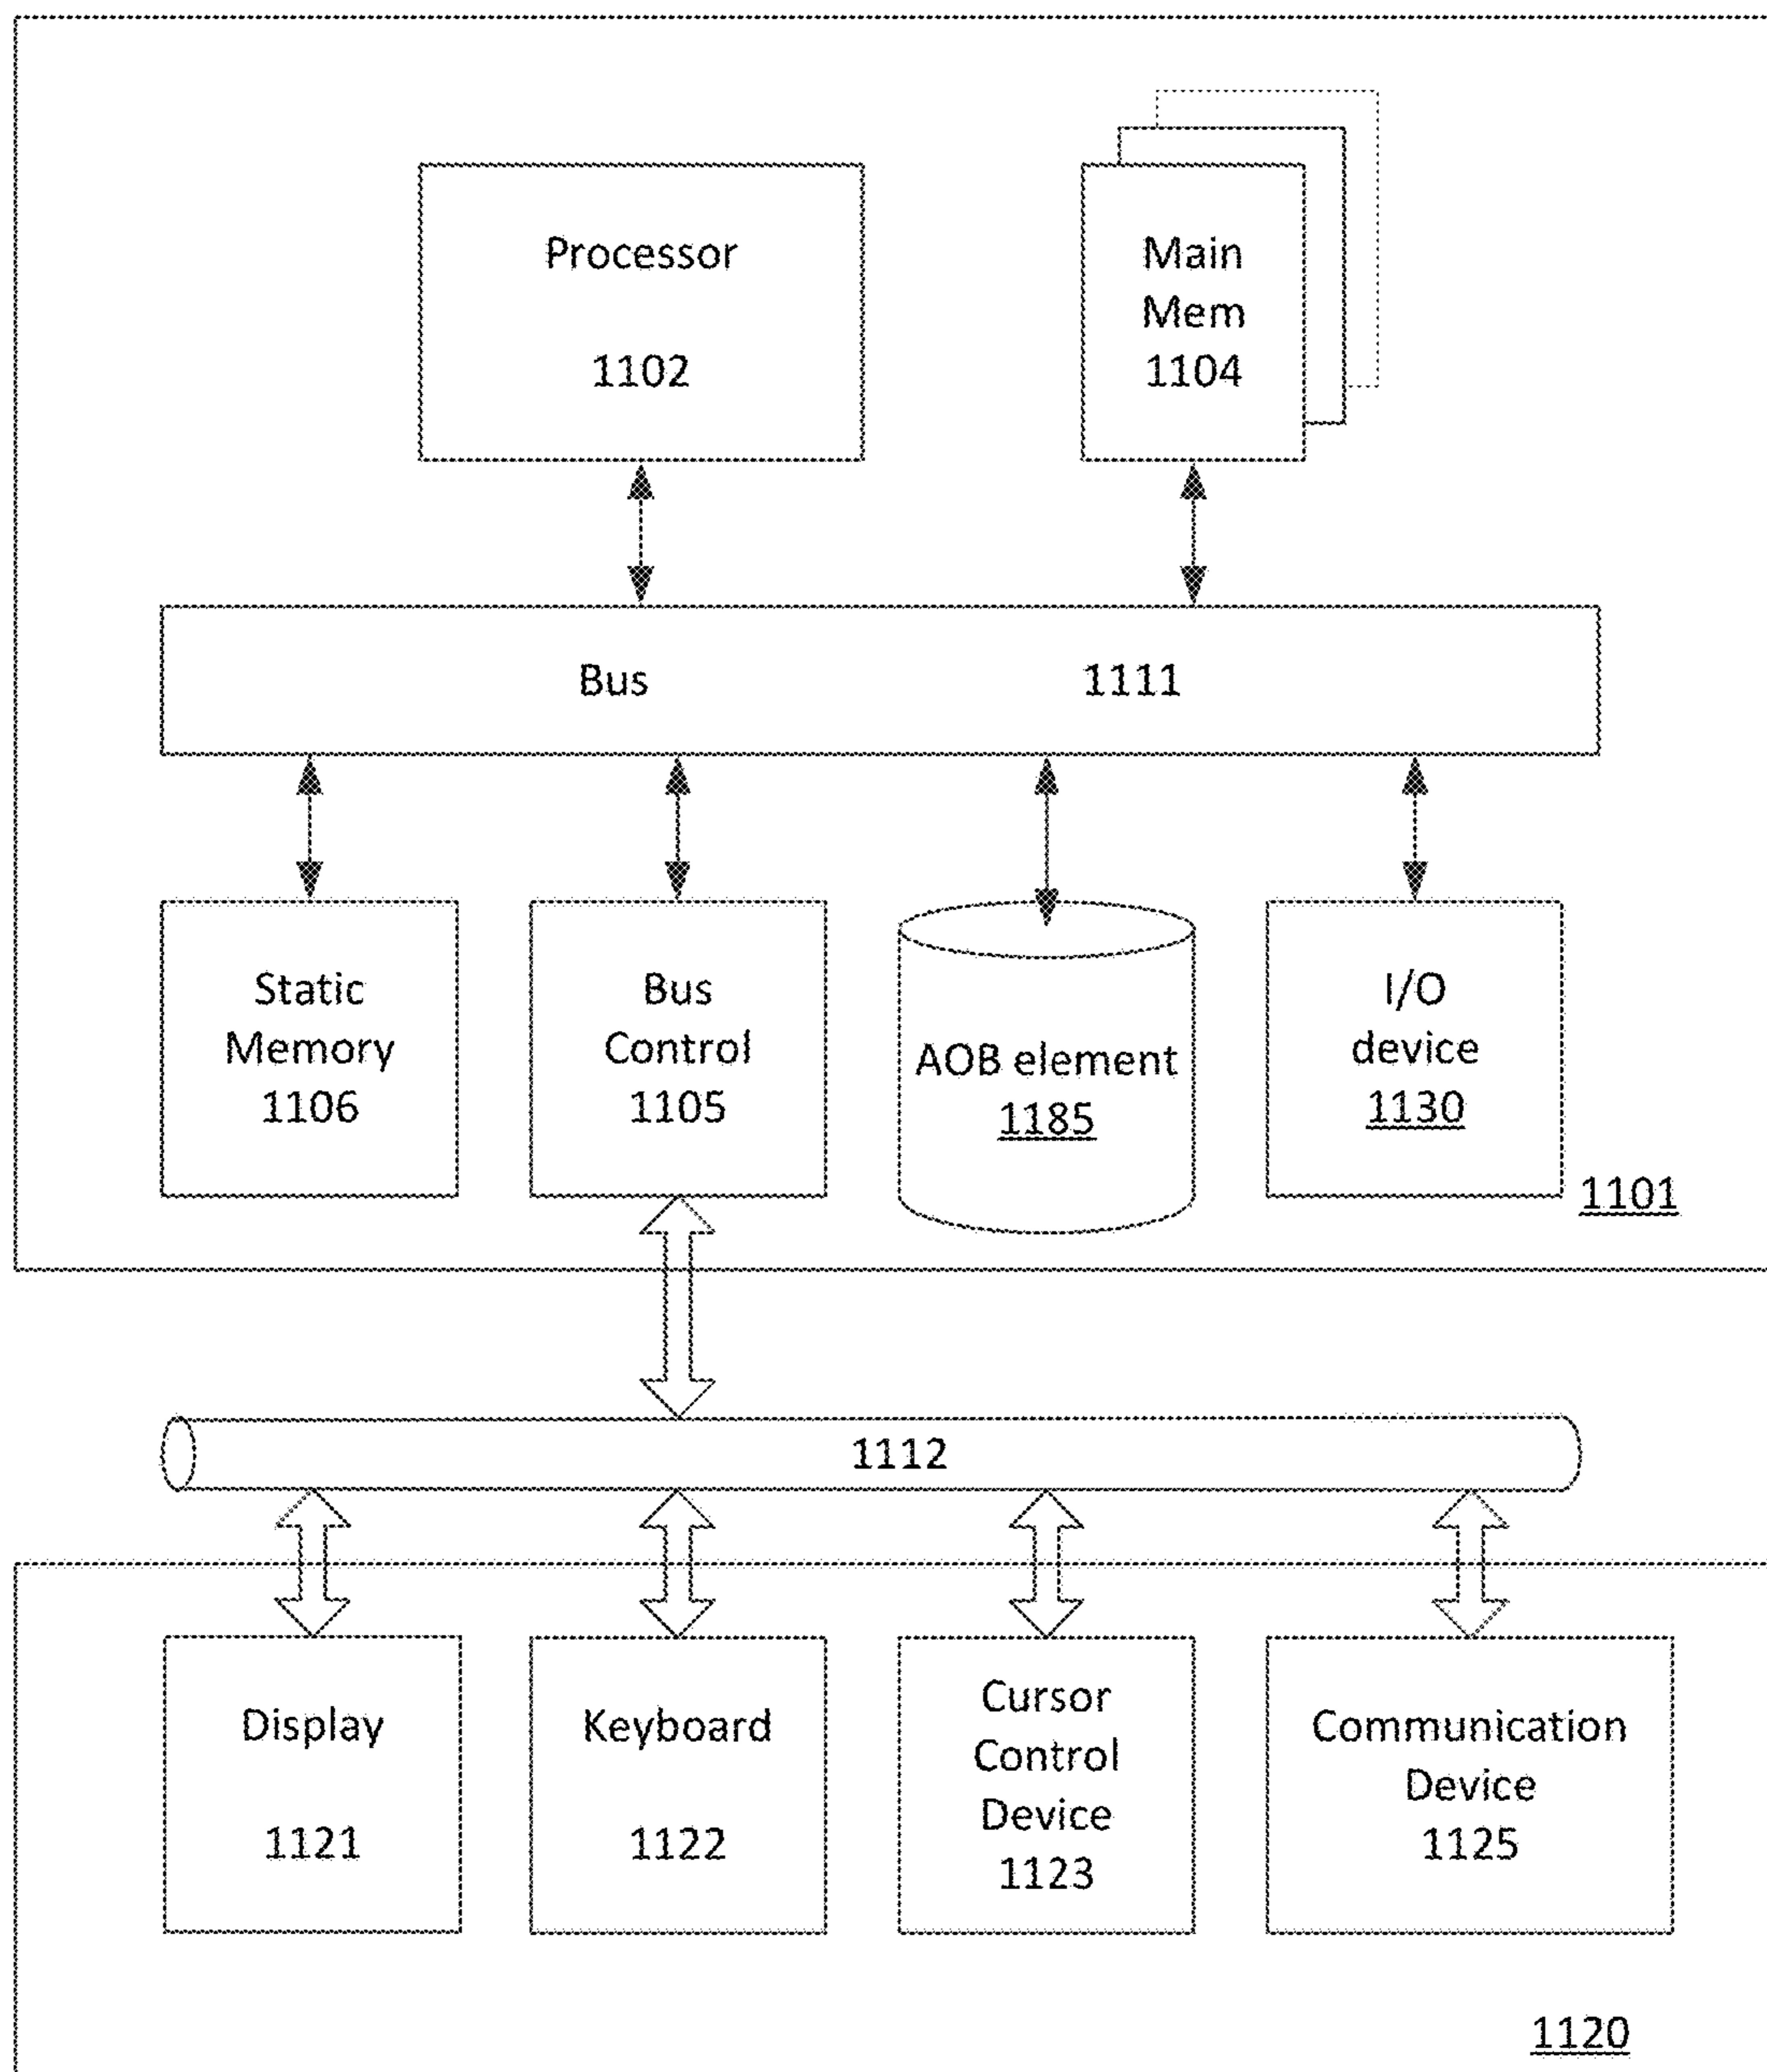 Processor
1102
Main
Mem
1104
Bus 1111
Static
Memory
1106
Bus
Control
1105
AOB element
1185
I/O
device
1130
1101
1112
Display
1121
Keyboard
1122
Cursor
Control
Device
1123
Communication
Device
1125
1120